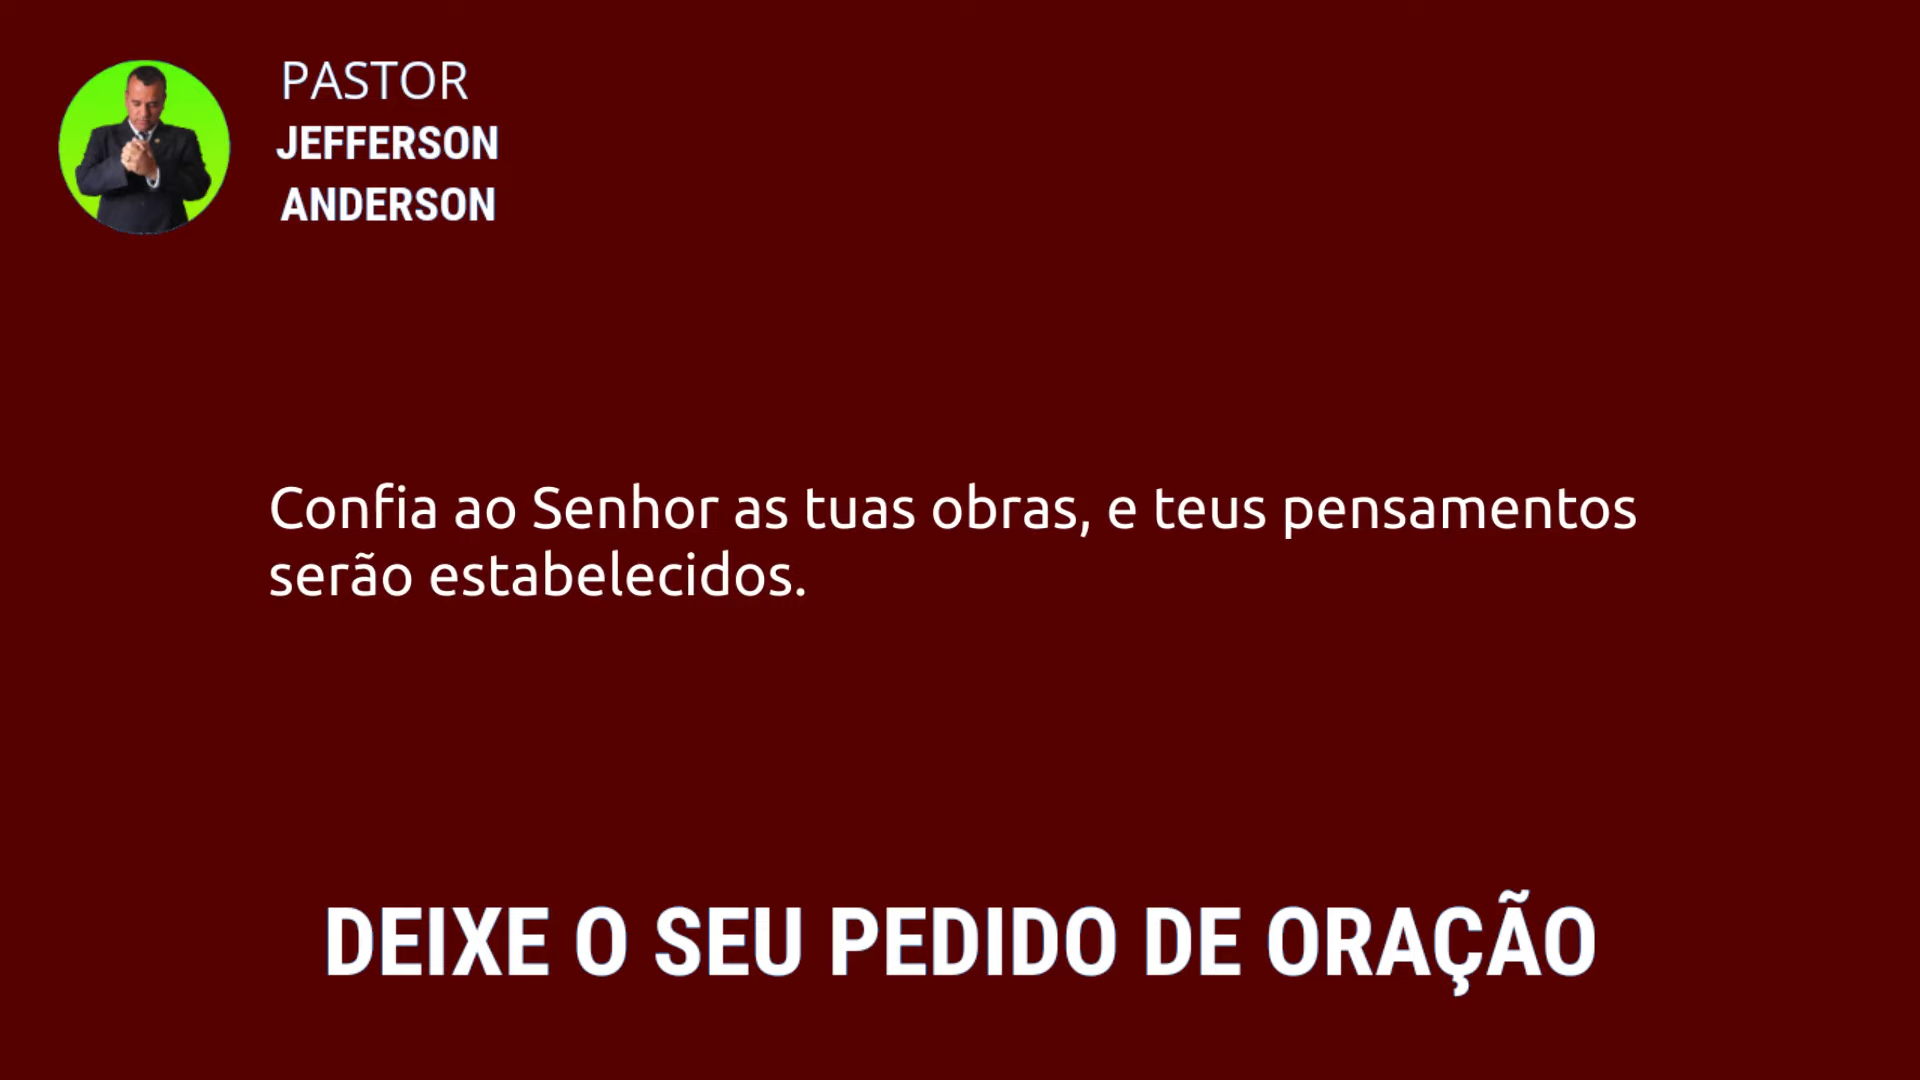 PASTOR
JEFFERSON
ANDERSON
Confia ao Senhor as tuas obras, e teus pensamentos
serão estabelecidos.
DEIXE O SEU PEDIDO DE ORAÇÃO